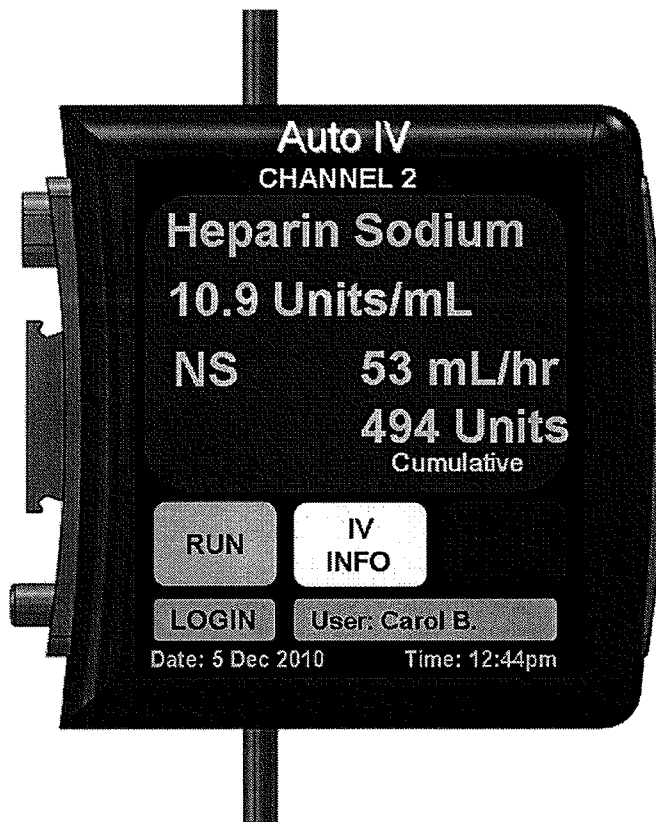 Auto IV
CHANNEL 2
Heparin Sodium
10.9 Units/mL
NS 53 mL/hr
494 Units
Cumulative
RUN IV INFO
LOGIN User: Carol B.
Date: 5 Dec 2010 Time: 12:44pm